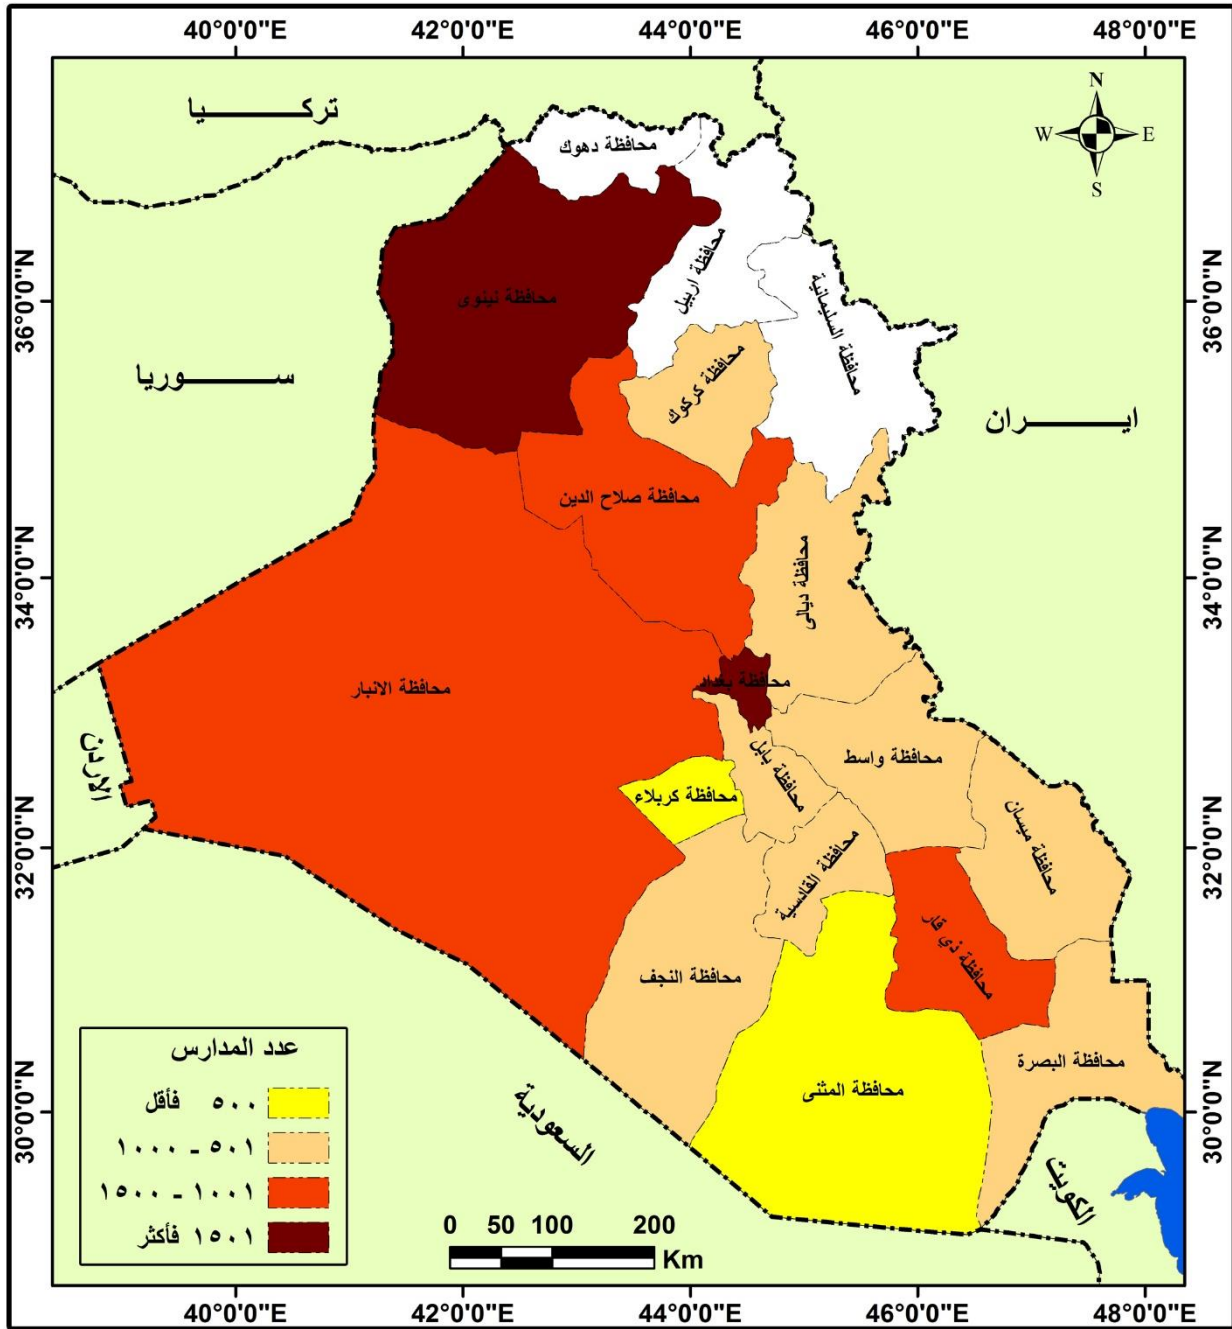 40°0'0"E 42°0'0"E 44°0'0"E 46°0'0"E 48°0'0"E
N
W E
S
تركـــــــيا
محافظة دهوك
محافظة نينوى
محافظة اربيل
محافظة السليمانية
36°0'0"N 36°0'0"N
محافظة كركوك
ســـــــوريا
ايـــــــران
محافظة صلاح الدين
محافظة ديالى
34°0'0"N 34°0'0"N
محافظة بغداد
محافظة الانبار
الاردن
محافظة بابل
محافظة واسط
محافظة كربلاء
محافظة ميسان
32°0'0"N 32°0'0"N
محافظة القادسية
محافظة ذي قار
محافظة النجف
محافظة البصرة
محافظة المثنى
السعودية
الكويت
30°0'0"N 30°0'0"N
عدد المدارس
٥٠٠ فأقل
٥٠١ - ١٠٠٠
١٠٠١ - ١٥٠٠
١٥٠١ فأكثر
0 50 100 200
Km
40°0'0"E 42°0'0"E 44°0'0"E 46°0'0"E 48°0'0"E